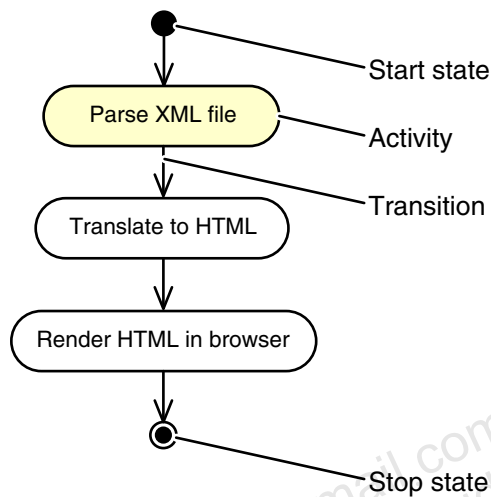 Start state
Parse XML file
Activity
Transition
Translate to HTML
Render HTML in browser
Stop state